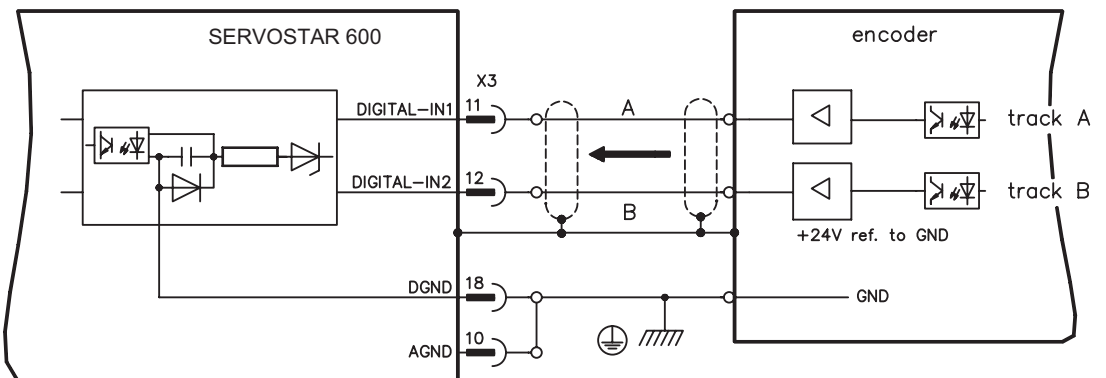 SERVOSTAR 600
encoder
X3
DIGITAL-IN1
11
A
track A
DIGITAL-IN2
12
B
track B
+24V ref. to GND
DGND
18
GND
AGND
10